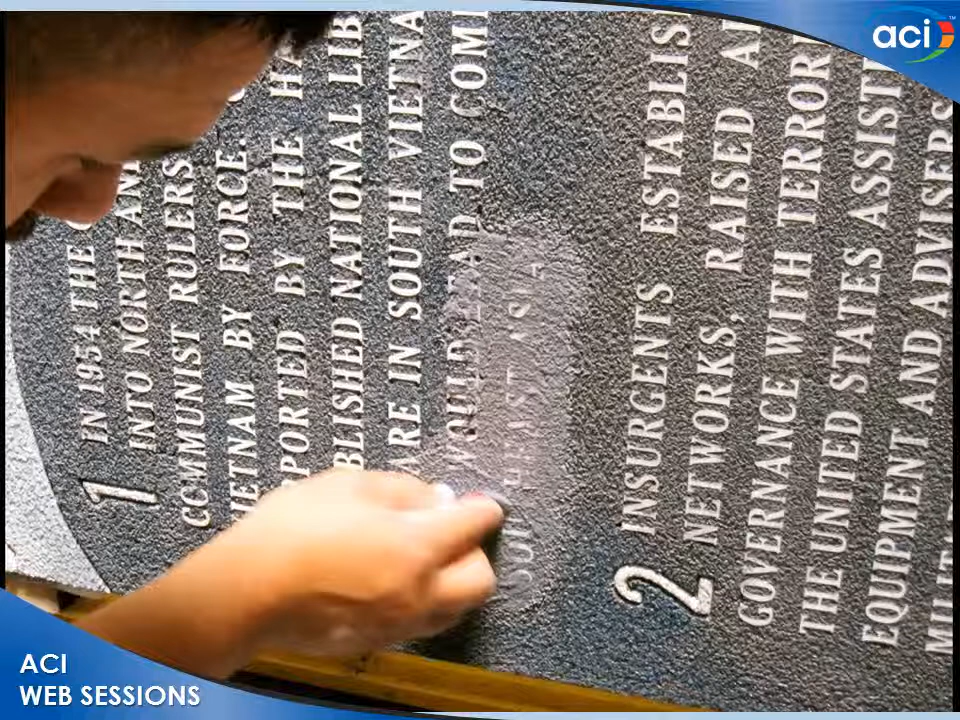 aci
1 IN 1954 THE
INTO NORTH AN
COMMUNIST RULERS
IETNAM BY FORCE.
PORTED BY THE HA
BLISHED NATIONAL LIB
ARE IN SOUTH VIETNA
WOULD LEAD TO COM
2 INSURGENTS ESTABLIS
NETWORKS, RAISED
GOVERNANCE WITH TERROR
THE UNITED STATES ASSIST
EQUIPMENT AND ADVISERS
ACI
WEB SESSIONS